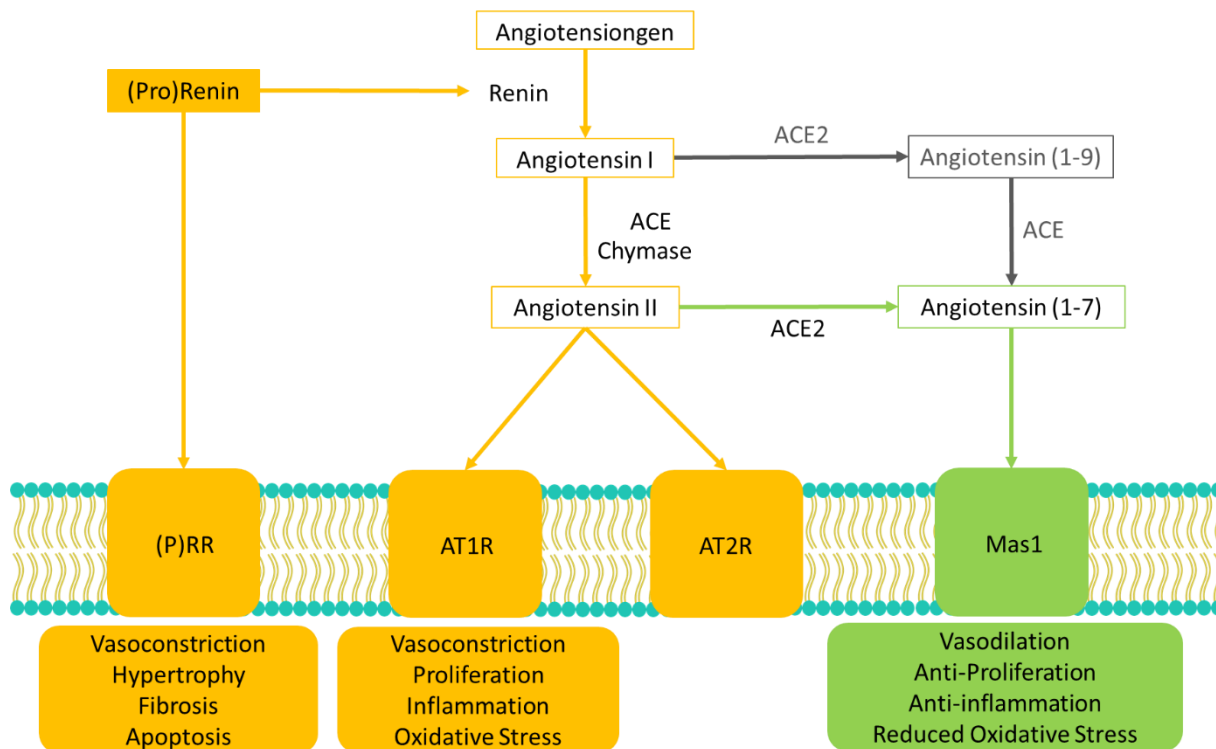 Angiotensiongen
(Pro)Renin
Renin
ACE2
Angiotensin I
Angiotensin (1-9)
ACE
Chymase
ACE
Angiotensin II
ACE2
Angiotensin (1-7)
(P)RR
AT1R
AT2R
Mas1
Vasoconstriction
Hypertrophy
Fibrosis
Apoptosis
Vasoconstriction
Proliferation
Inflammation
Oxidative Stress
Vasodilation
Anti-Proliferation
Anti-inflammation
Reduced Oxidative Stress